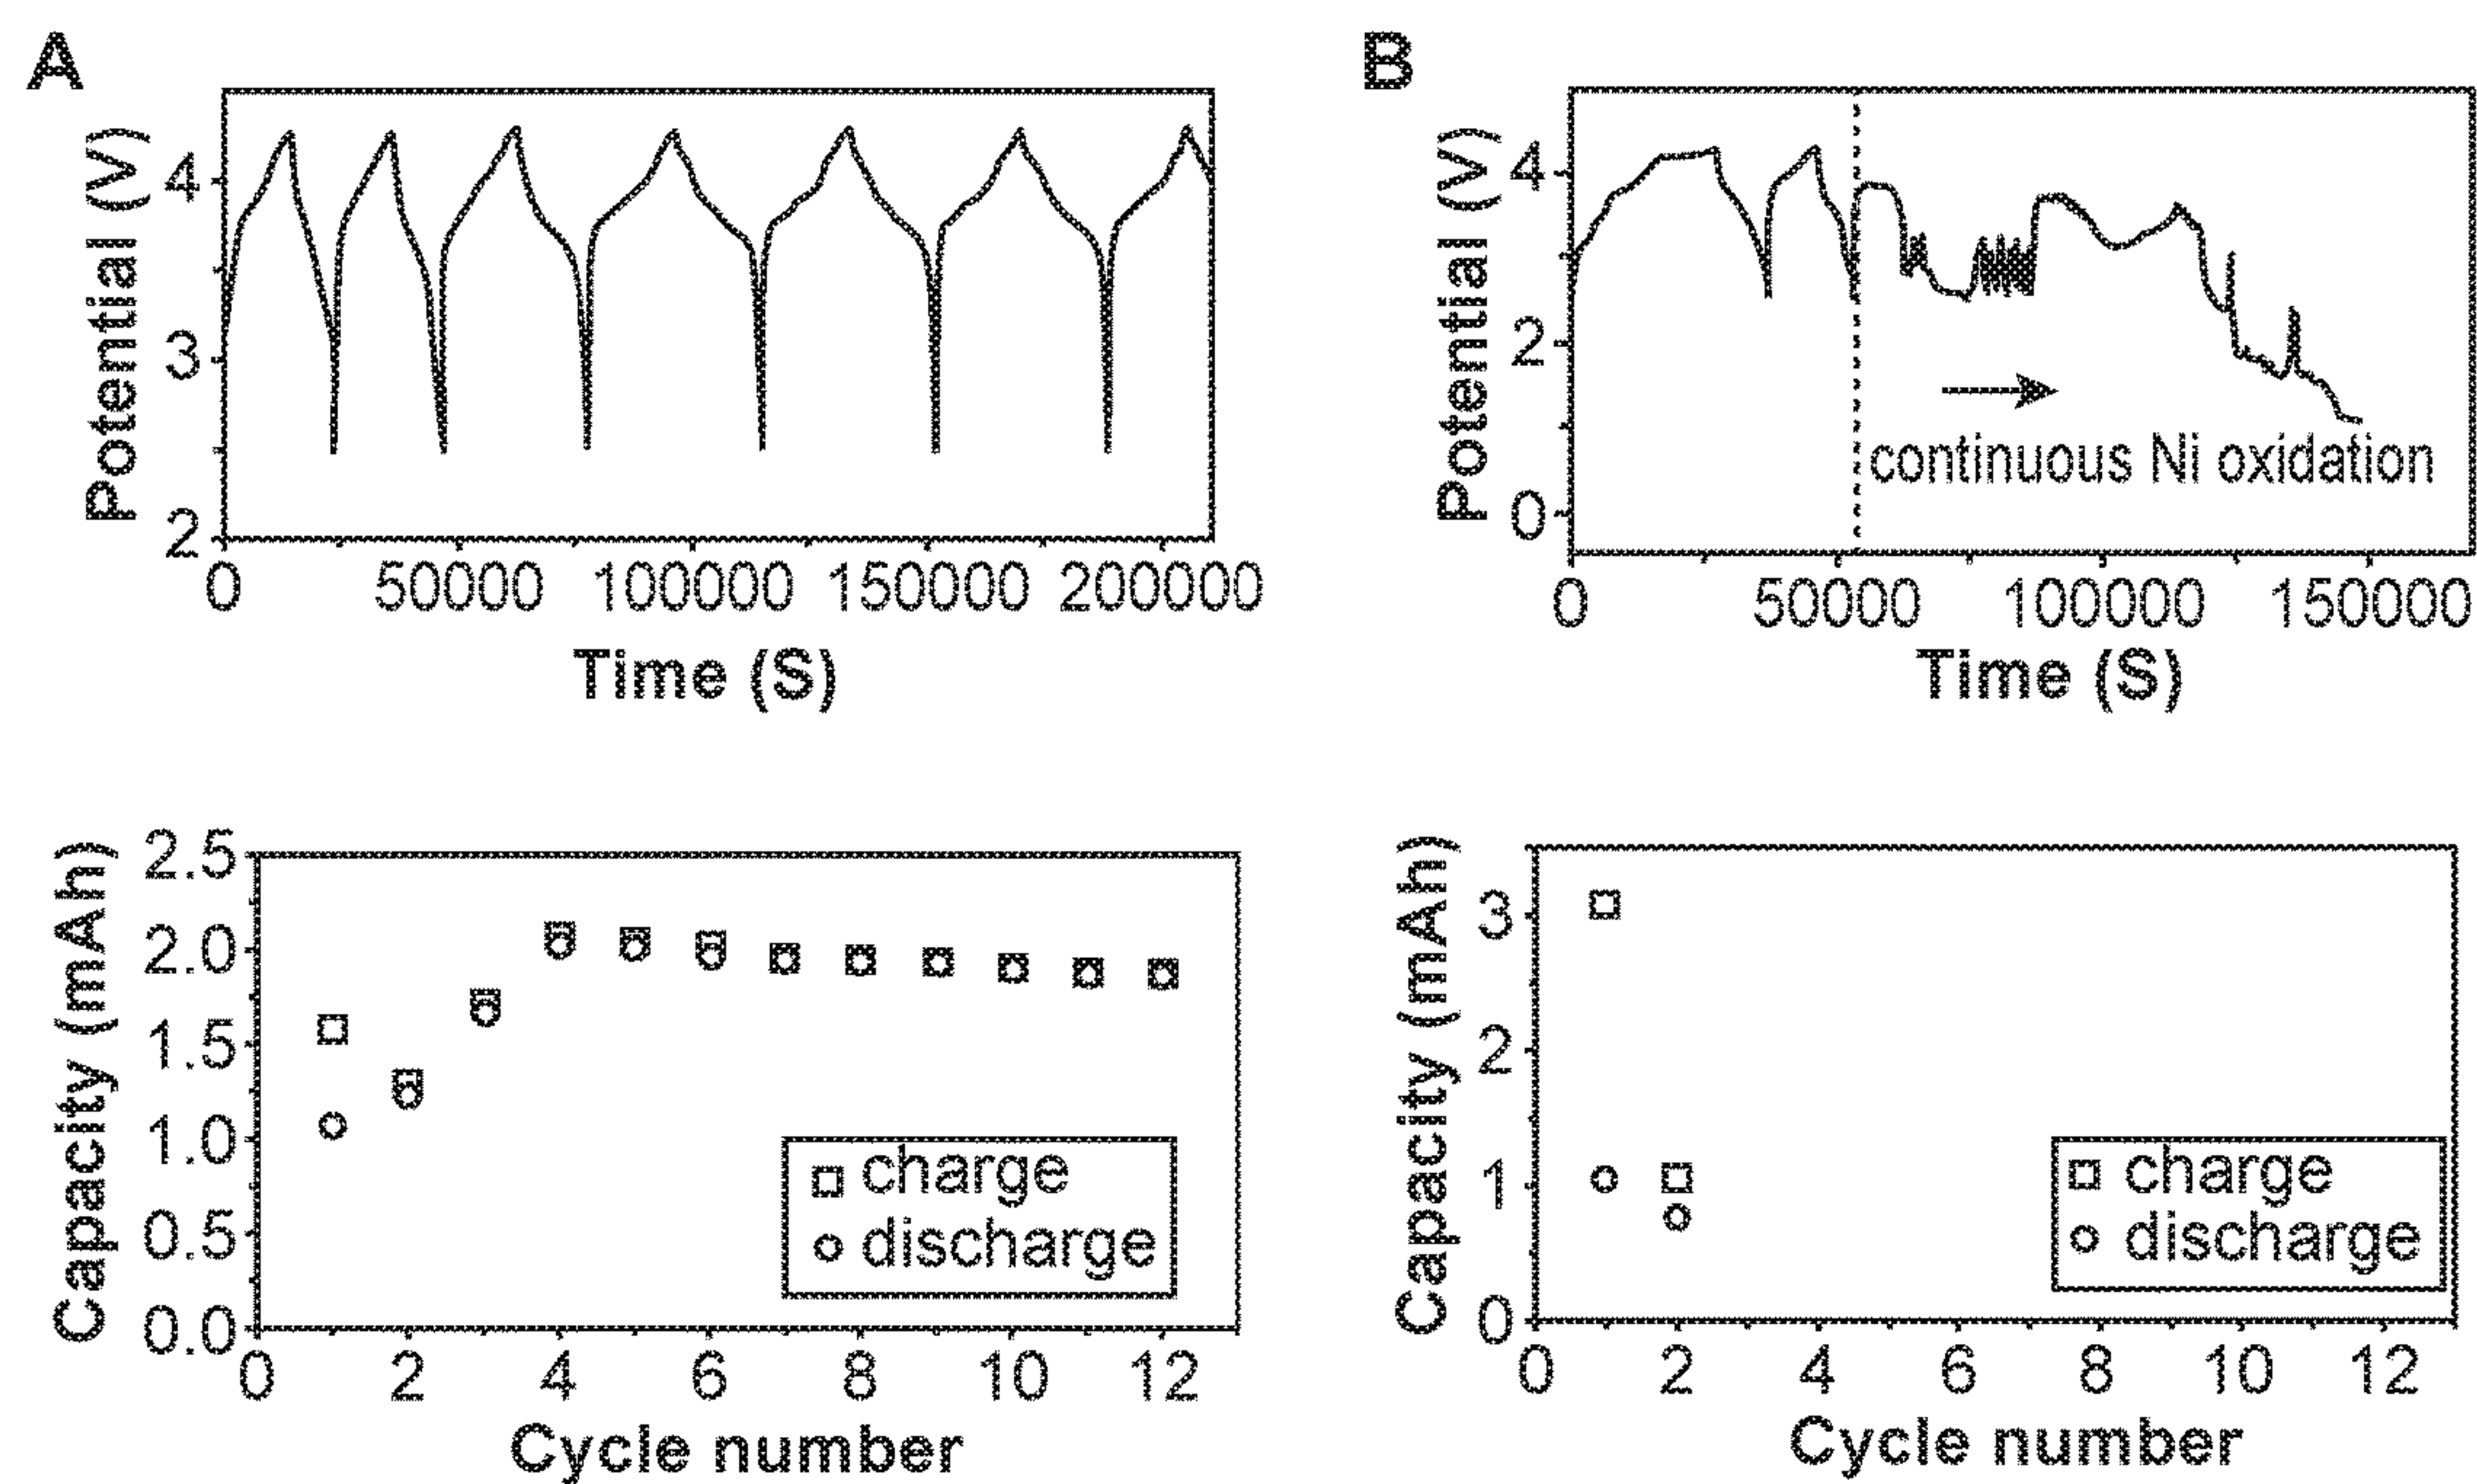 A
Potential (V)
4
3
2
0 50000 100000 150000 200000
Time (S)
B
Potential (V)
4
2
0
continuous Ni oxidation
0 50000 100000 150000
Time (S)
Capacity (mAh)
2.5
2.0
1.5
1.0
0.5
0.0
charge
discharge
0 2 4 6 8 10 12
Cycle number
Capacity (mAh)
3
2
1
0
charge
discharge
0 2 4 6 8 10 12
Cycle number